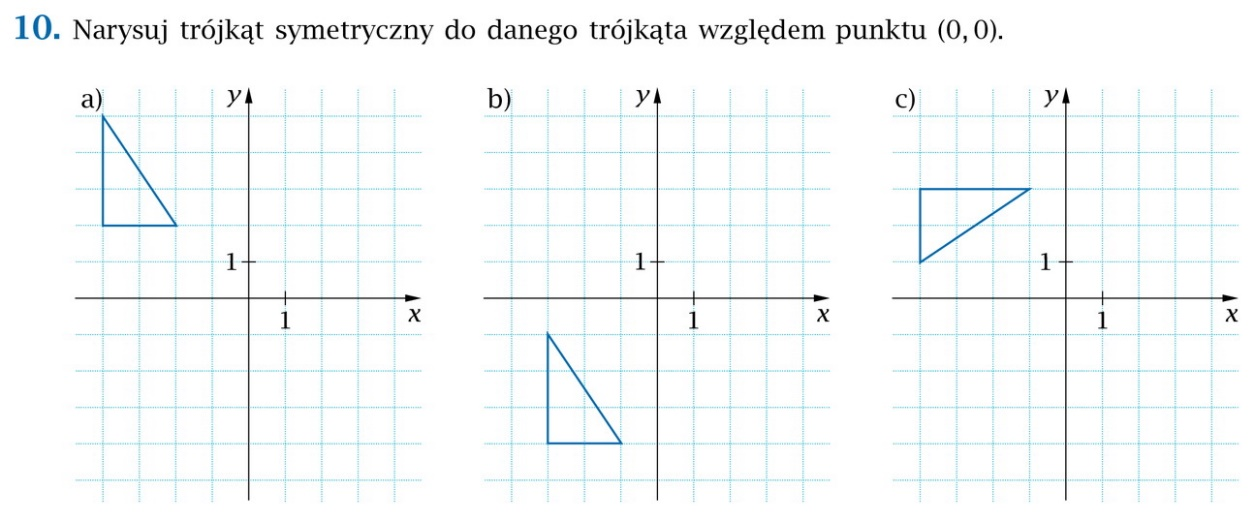 10. Narysuj trójkąt symetryczny do danego trójkąta względem punktu (0, 0).
a)
y
1
1
x
b)
y
1
1
x
c)
y
1
1
x